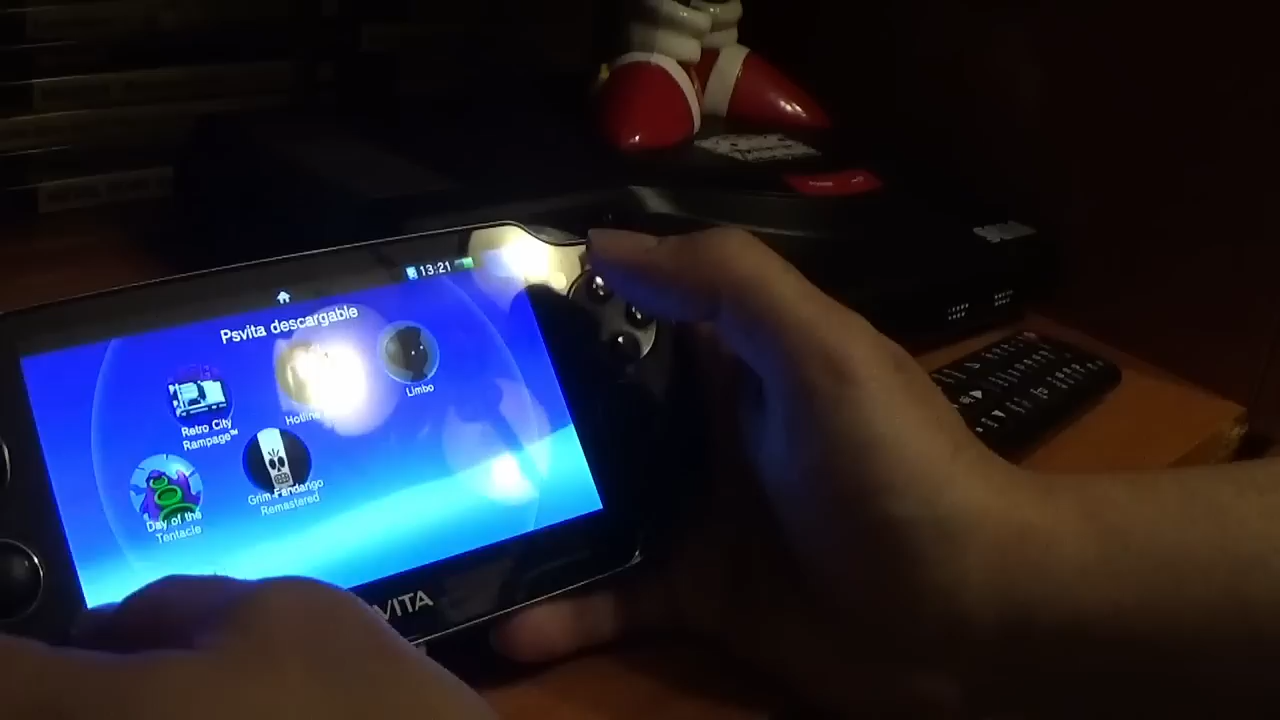 13:21
Psvita descargable
Limbo
Hotline
Retro City
Rampage™
Grim Fandango
Remastered
Day of the
Tentacle
VITA